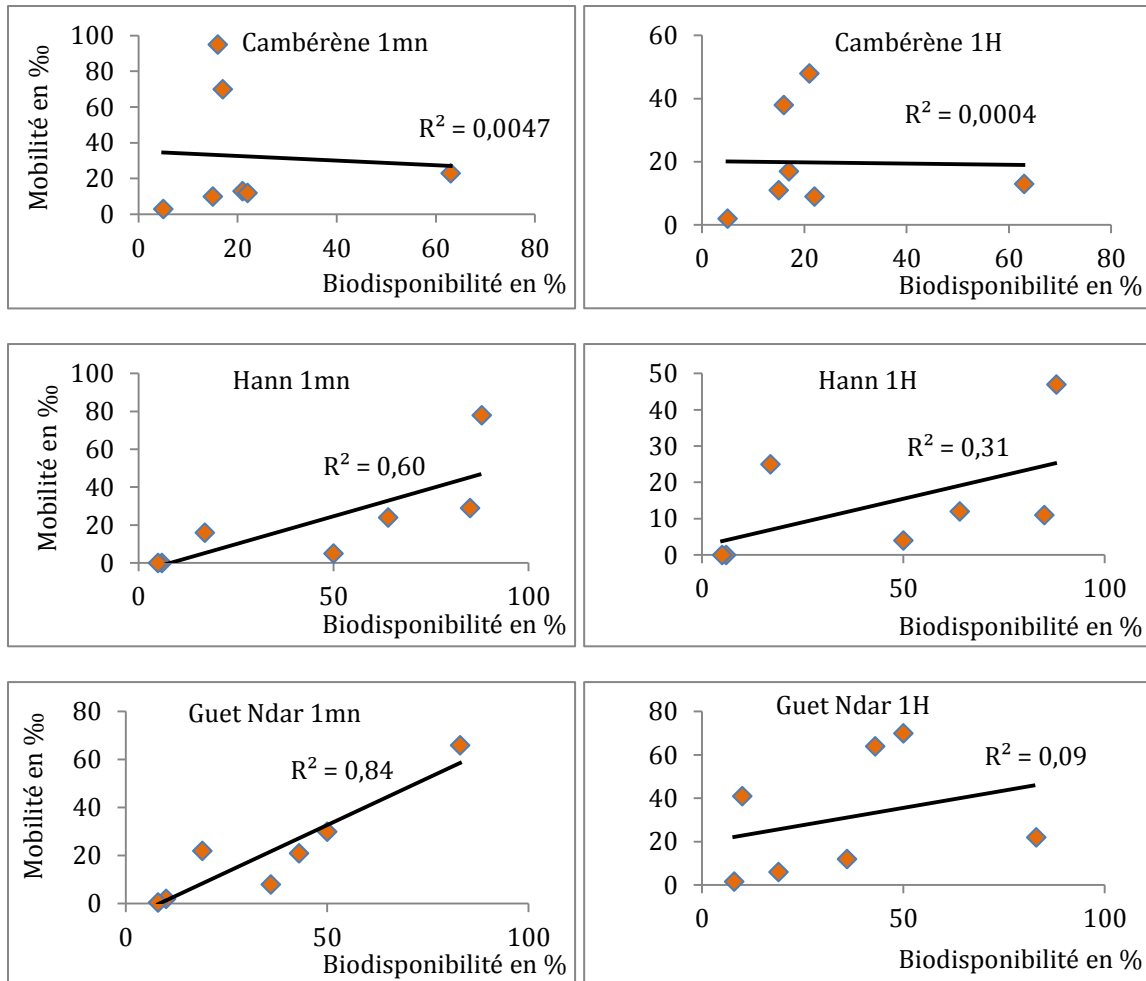 Mobilité en ‰
100
80
60
40
20
0
Cambérène 1mn
R² = 0,0047
0 20 40 60 80
Biodisponibilité en %
60
40
20
0
Cambérène 1H
R² = 0,0004
0 20 40 60 80
Biodisponibilité en %
Mobilité en ‰
100
80
60
40
20
0
Hann 1mn
R² = 0,60
0 50 100
Biodisponibilité en %
50
40
30
20
10
0
Hann 1H
R² = 0,31
0 50 100
Biodisponibilité en %
Mobilité en ‰
80
60
40
20
0
Guet Ndar 1mn
R² = 0,84
0 50 100
Biodisponibilité en %
80
60
40
20
0
Guet Ndar 1H
R² = 0,09
0 50 100
Biodisponibilité en %